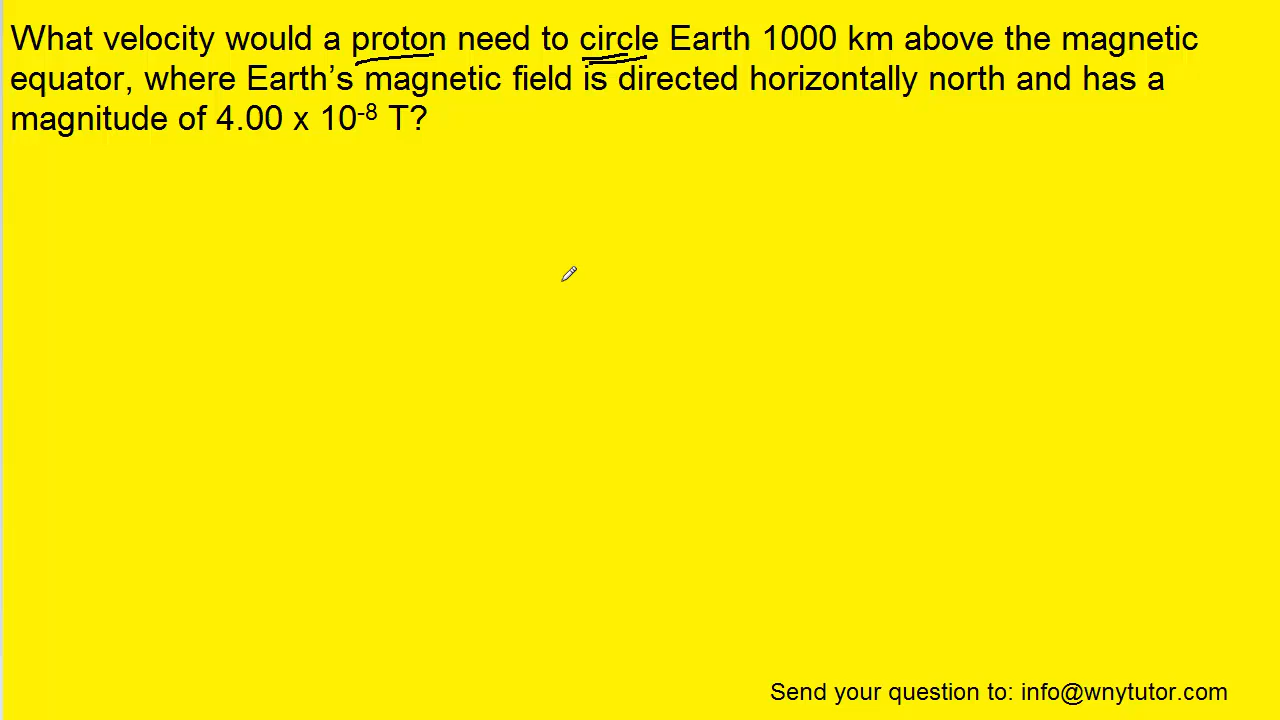 What velocity would a proton need to circle Earth 1000 km above the magnetic
equator, where Earth’s magnetic field is directed horizontally north and has a
magnitude of 4.00 x 10⁻⁸ T?
Send your question to: info@wnytutor.com